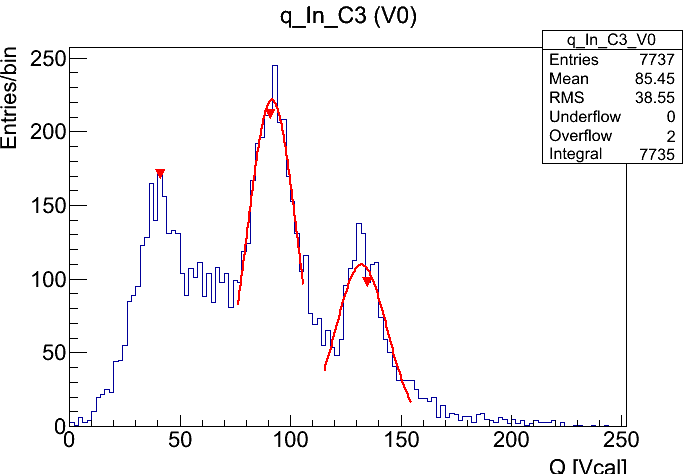 q_In_C3 (V0)
q_In_C3_V0
Entries 7737
Mean 85.45
RMS 38.55
Underflow 0
Overflow 2
Integral 7735
Entries/bin
250
200
150
100
50
0
0 50 100 150 200 250
Q [Vcal]